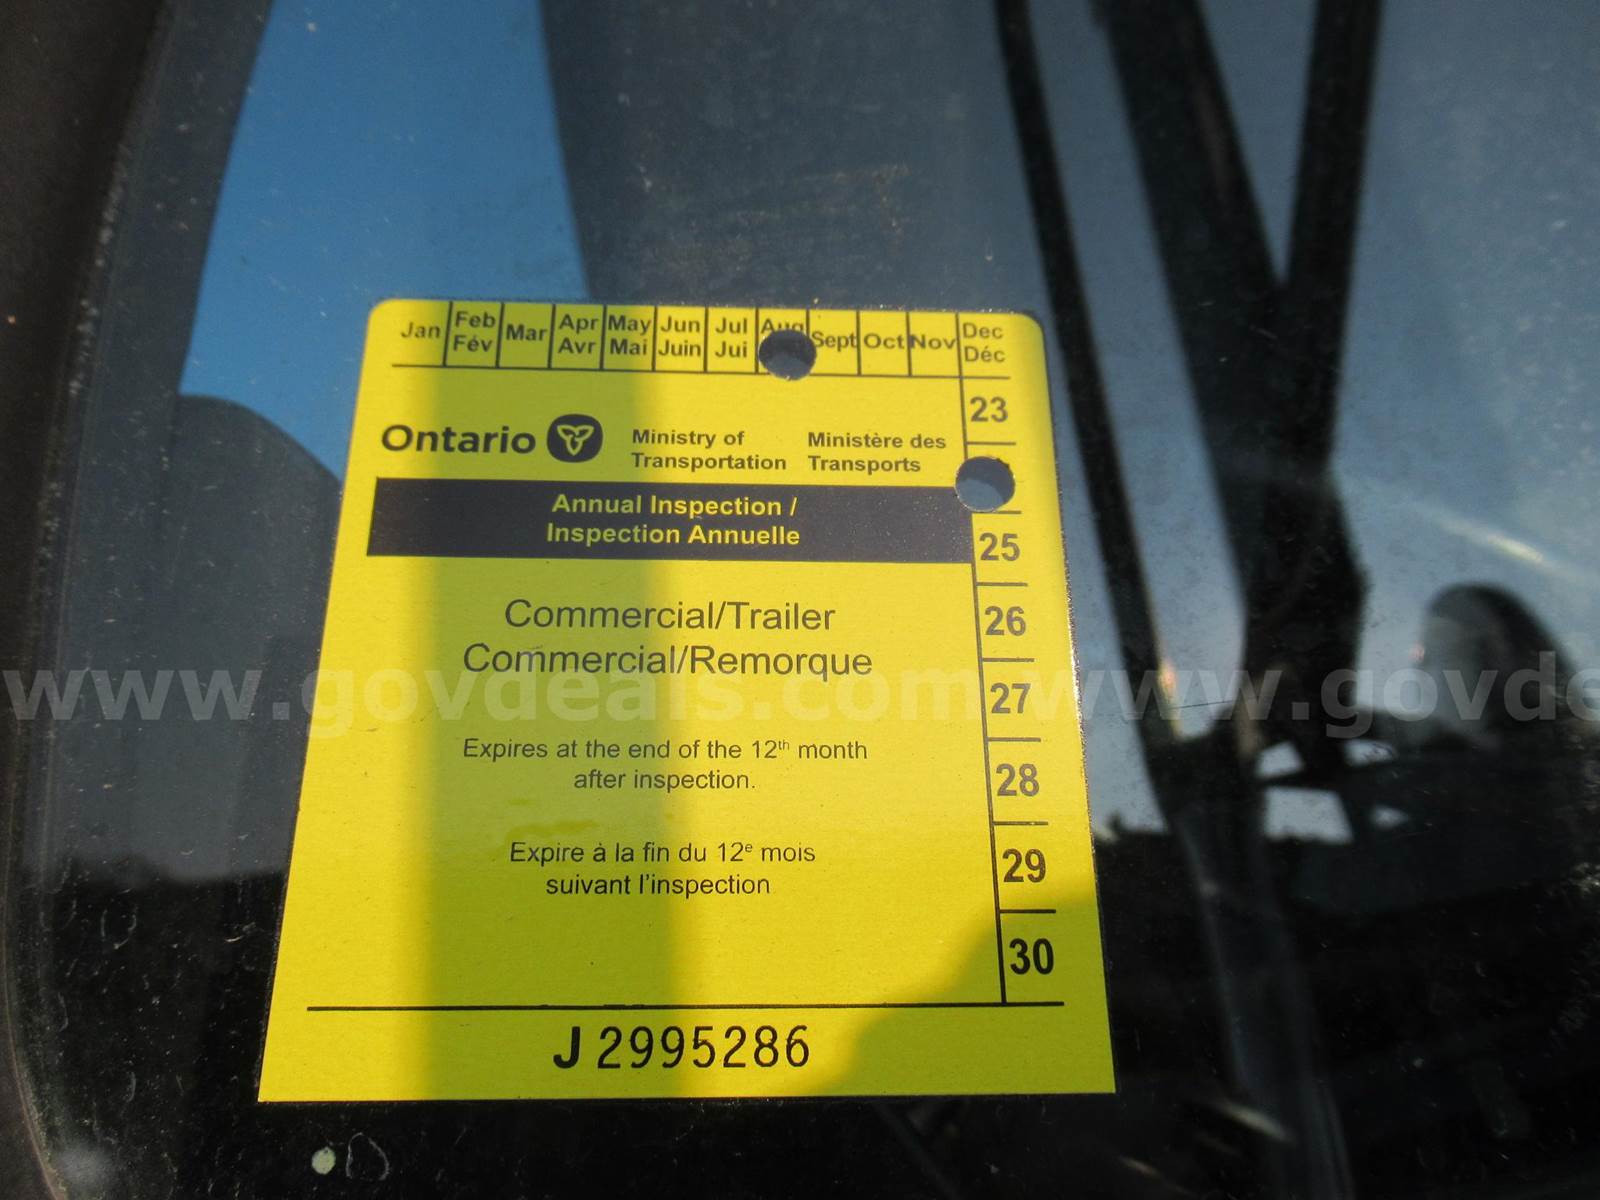 Jan Feb Fév Mar Apr Avr May Mai Jun Juin Jul Jui Aug Sept Oct Nov Dec Déc
23
Ontario Ministry of Transportation Ministère des Transports
Annual Inspection /
Inspection Annuelle
25
Commercial/Trailer
26
Commercial/Remorque
www.govdeals.com www.govde
27
Expires at the end of the 12th month
after inspection.
28
Expire à la fin du 12e mois
29
suivant l'inspection
30
J 2995286